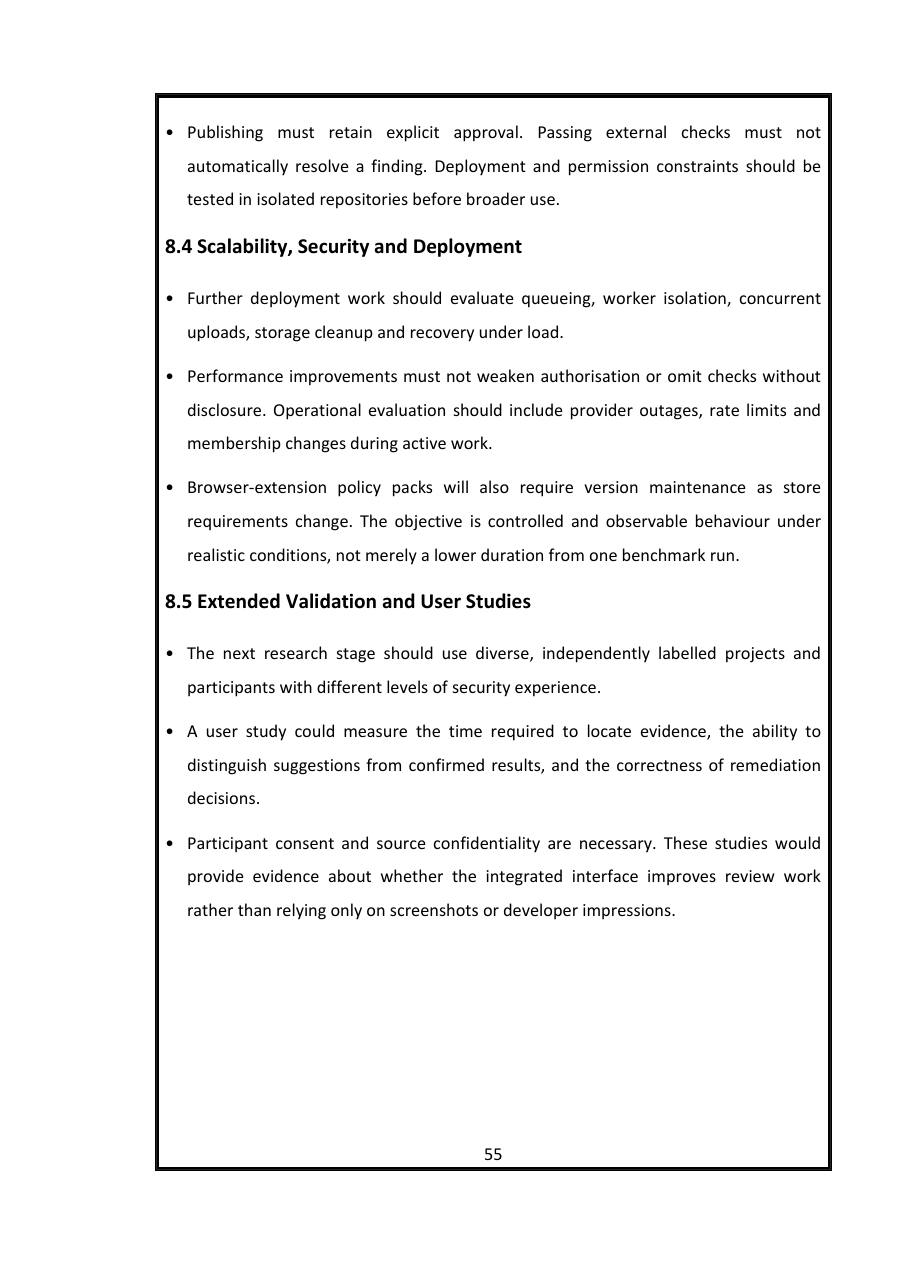 • Publishing must retain explicit approval. Passing external checks must not
automatically resolve a finding. Deployment and permission constraints should be
tested in isolated repositories before broader use.
8.4 Scalability, Security and Deployment
• Further deployment work should evaluate queueing, worker isolation, concurrent
uploads, storage cleanup and recovery under load.
• Performance improvements must not weaken authorisation or omit checks without
disclosure. Operational evaluation should include provider outages, rate limits and
membership changes during active work.
• Browser-extension policy packs will also require version maintenance as store
requirements change. The objective is controlled and observable behaviour under
realistic conditions, not merely a lower duration from one benchmark run.
8.5 Extended Validation and User Studies
• The next research stage should use diverse, independently labelled projects and
participants with different levels of security experience.
• A user study could measure the time required to locate evidence, the ability to
distinguish suggestions from confirmed results, and the correctness of remediation
decisions.
• Participant consent and source confidentiality are necessary. These studies would
provide evidence about whether the integrated interface improves review work
rather than relying only on screenshots or developer impressions.
55